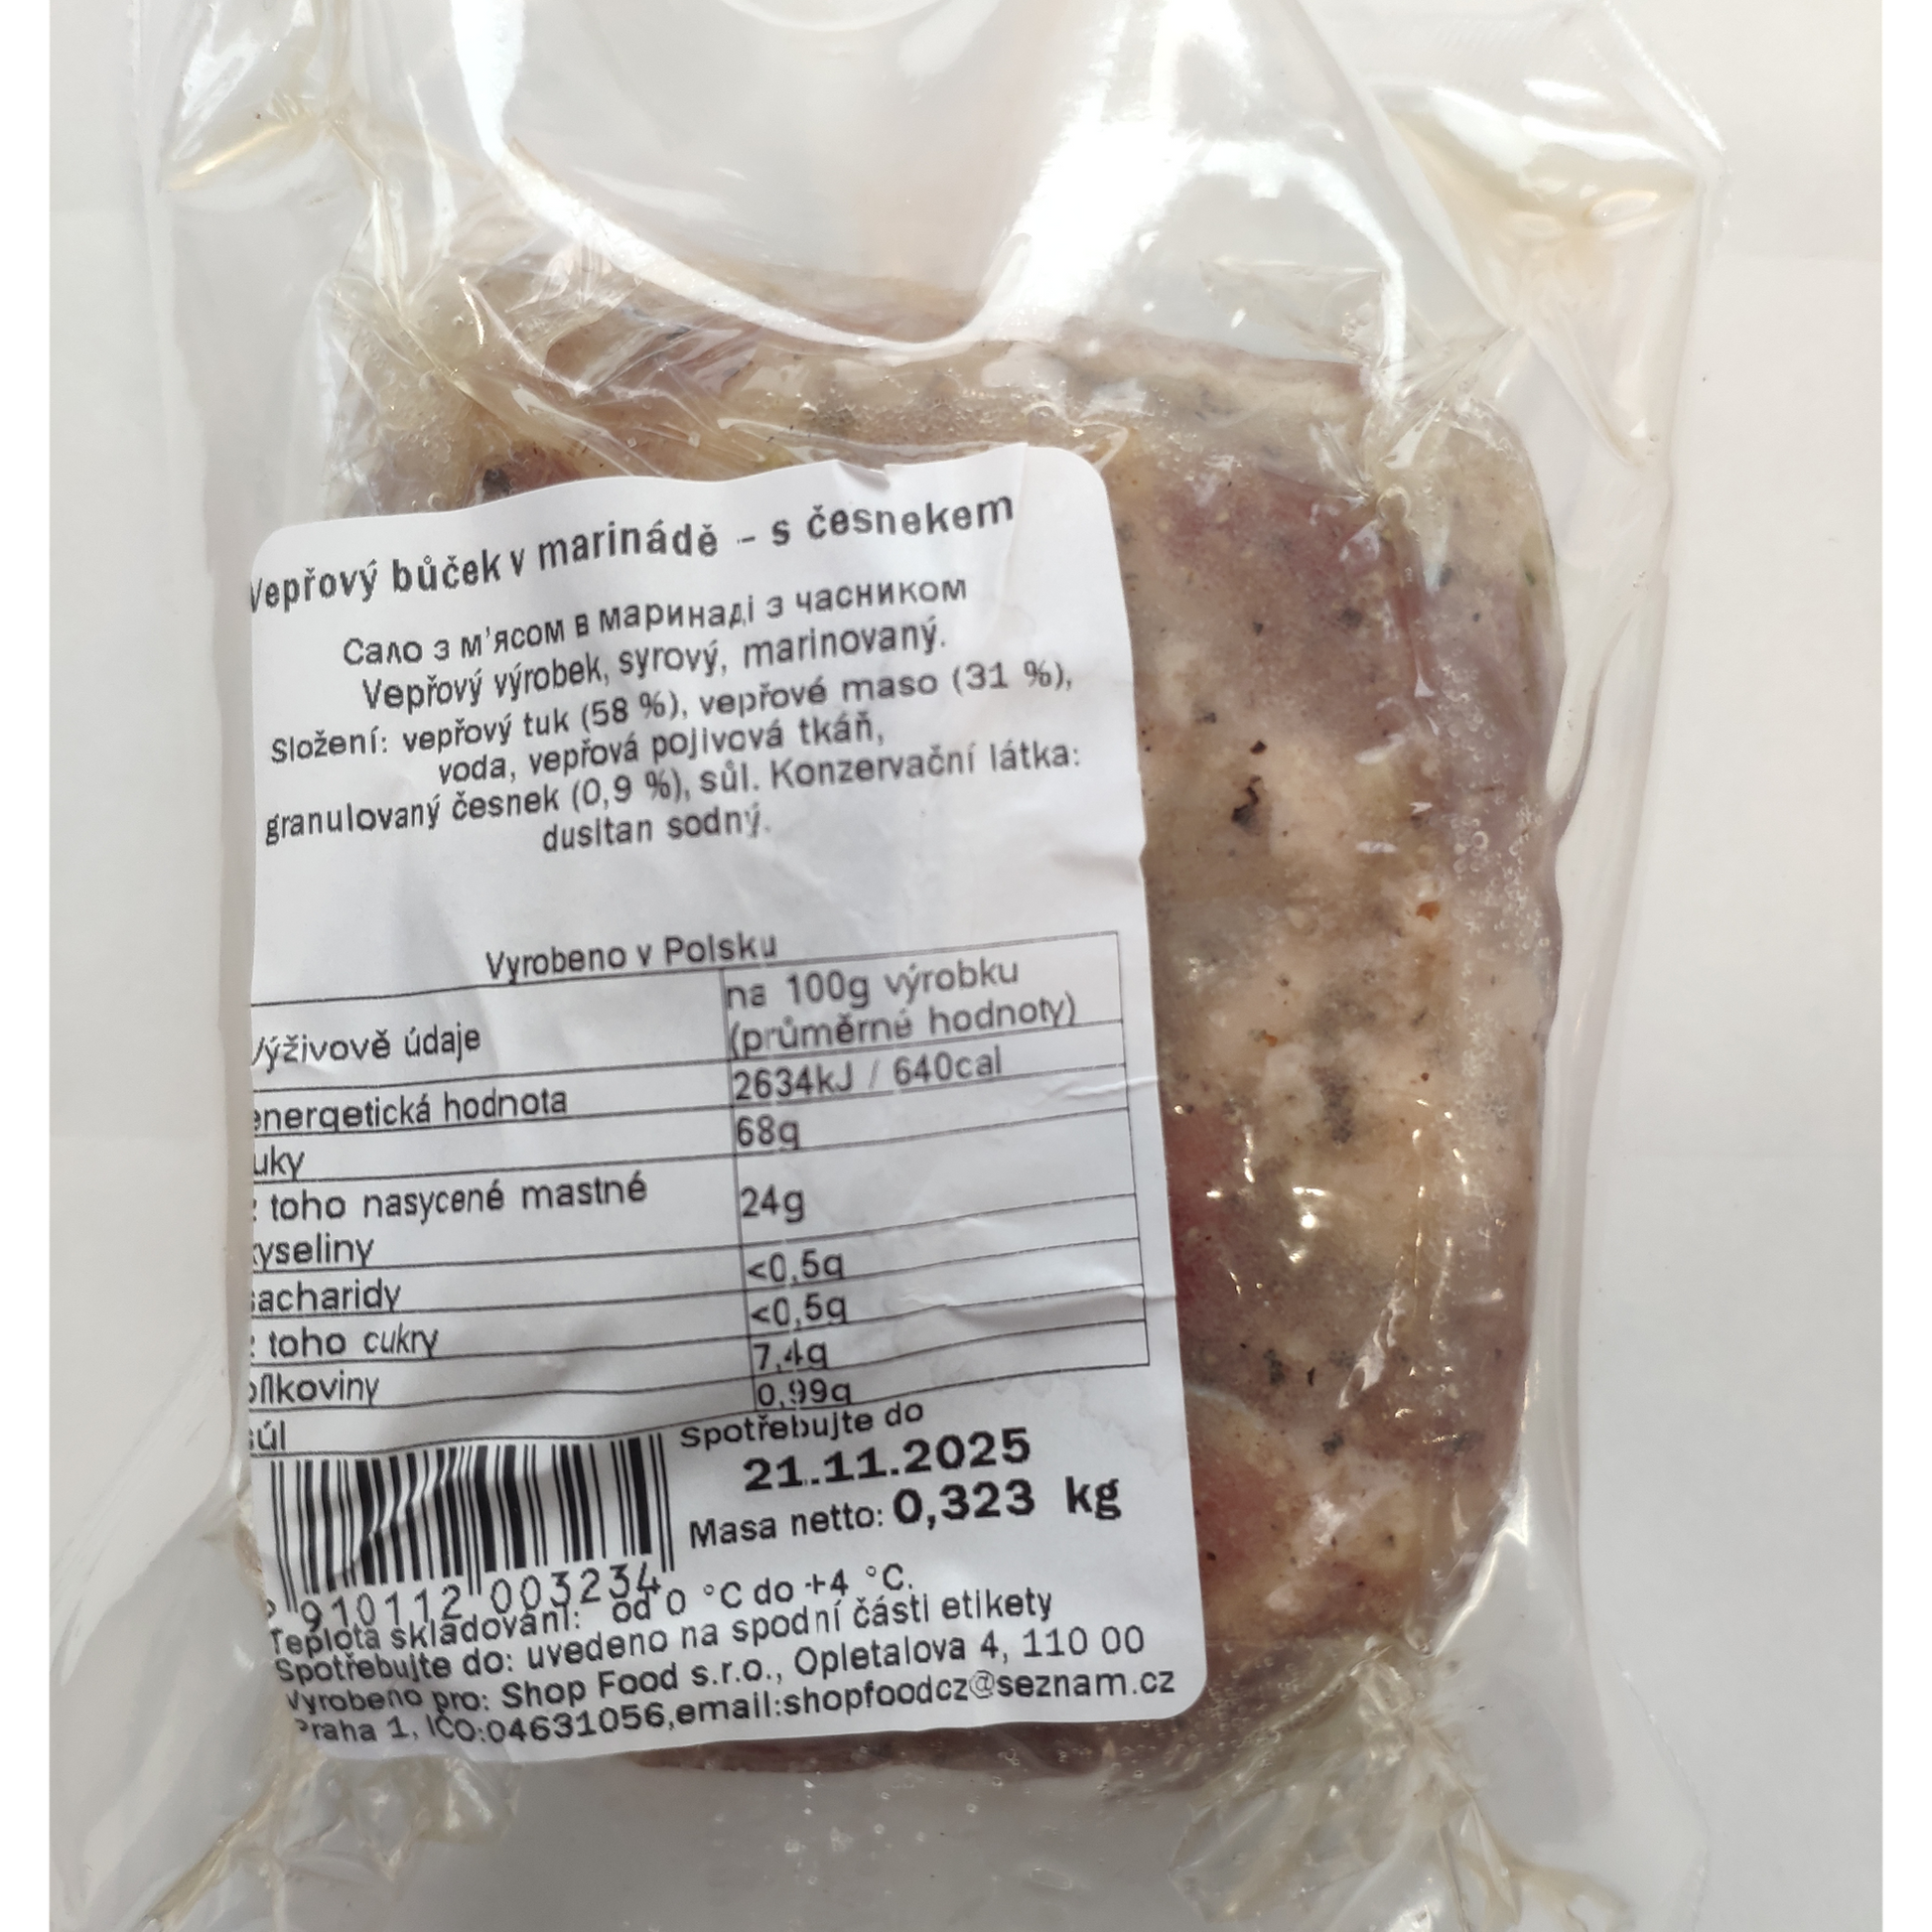 Vepřový bůček v marinádě - s česnekem
Сало з м'ясом в маринаді з часником
Vepřový výrobek, syrový, marinovaný.
Složení: vepřový tuk (58 %), vepřové maso (31 %),
voda, vepřová pojivová tkáň,
granulovaný česnek (0,9 %), sůl. Konzervační látka:
dusitan sodný.
Vyrobeno v Polsku
Výživově údaje
na 100g výrobku
(průměrné hodnoty)
energetická hodnota 2634kJ / 640cal
uky 68g
toho nasycené mastné
kyseliny 24g
sacharidy <0,5g
toho cukry <0,5g
bílkoviny 7,4g
sůl 0,99g
Spotřebujte do
21.11.2025
Masa netto: 0,323 kg
910112 003234
Teplota skladování: od 0 °C do +4 °C.
Spotřebujte do: uvedeno na spodní části etikety
Vyrobeno pro: Shop Food s.r.o., Opletalova 4, 110 00
Praha 1, IČO:04631056,email:shopfoodcz@seznam.cz